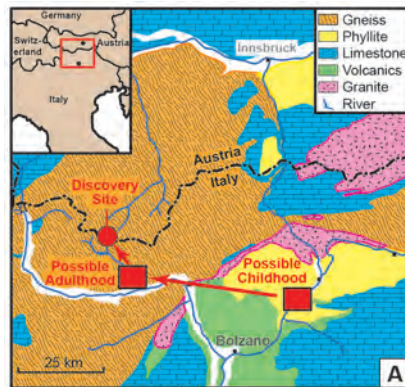 Germany
Switz-
erland
Austria
Italy
Innsbruck
Gneiss
Phyllite
Limestone
Volcanics
Granite
River
Austria
Italy
Discovery
Site
Possible
Adulthood
Possible
Childhood
Bolzano
25 km
A